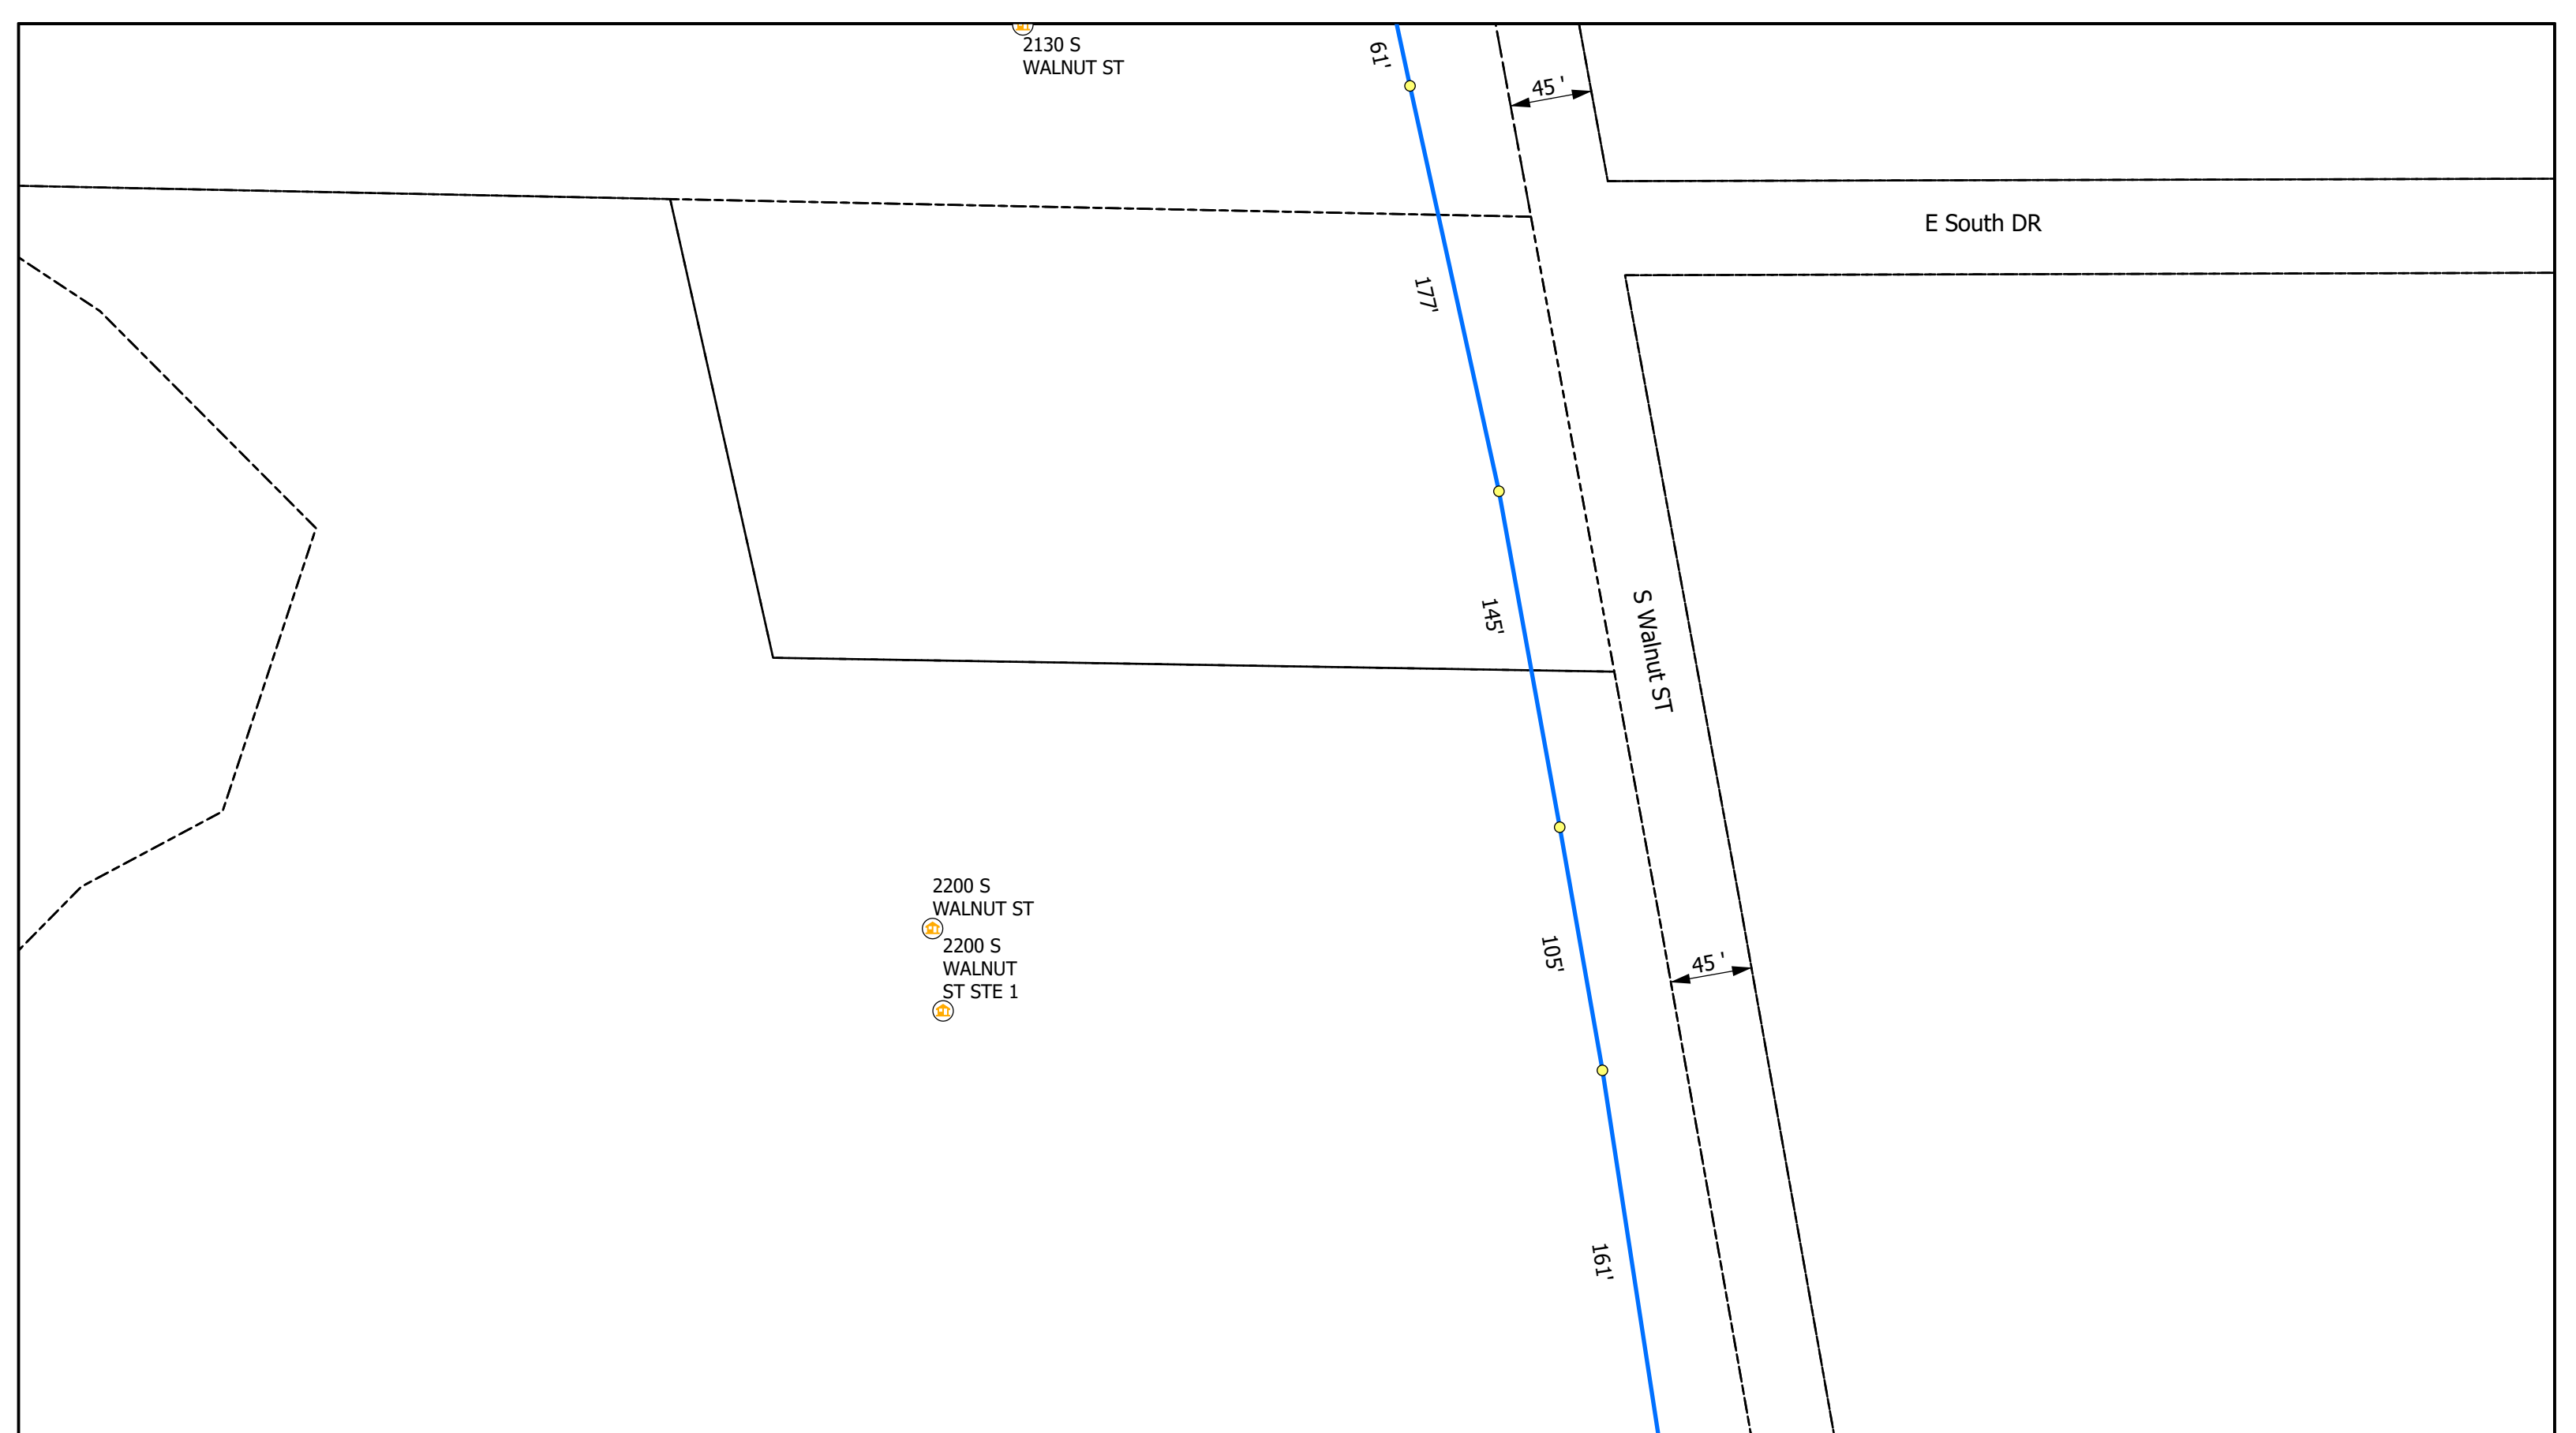 2130 S
WALNUT ST
61'
45 '
E South DR
177'
145'
S Walnut ST
2200 S
WALNUT ST
2200 S
WALNUT
ST STE 1
105'
45 '
161'